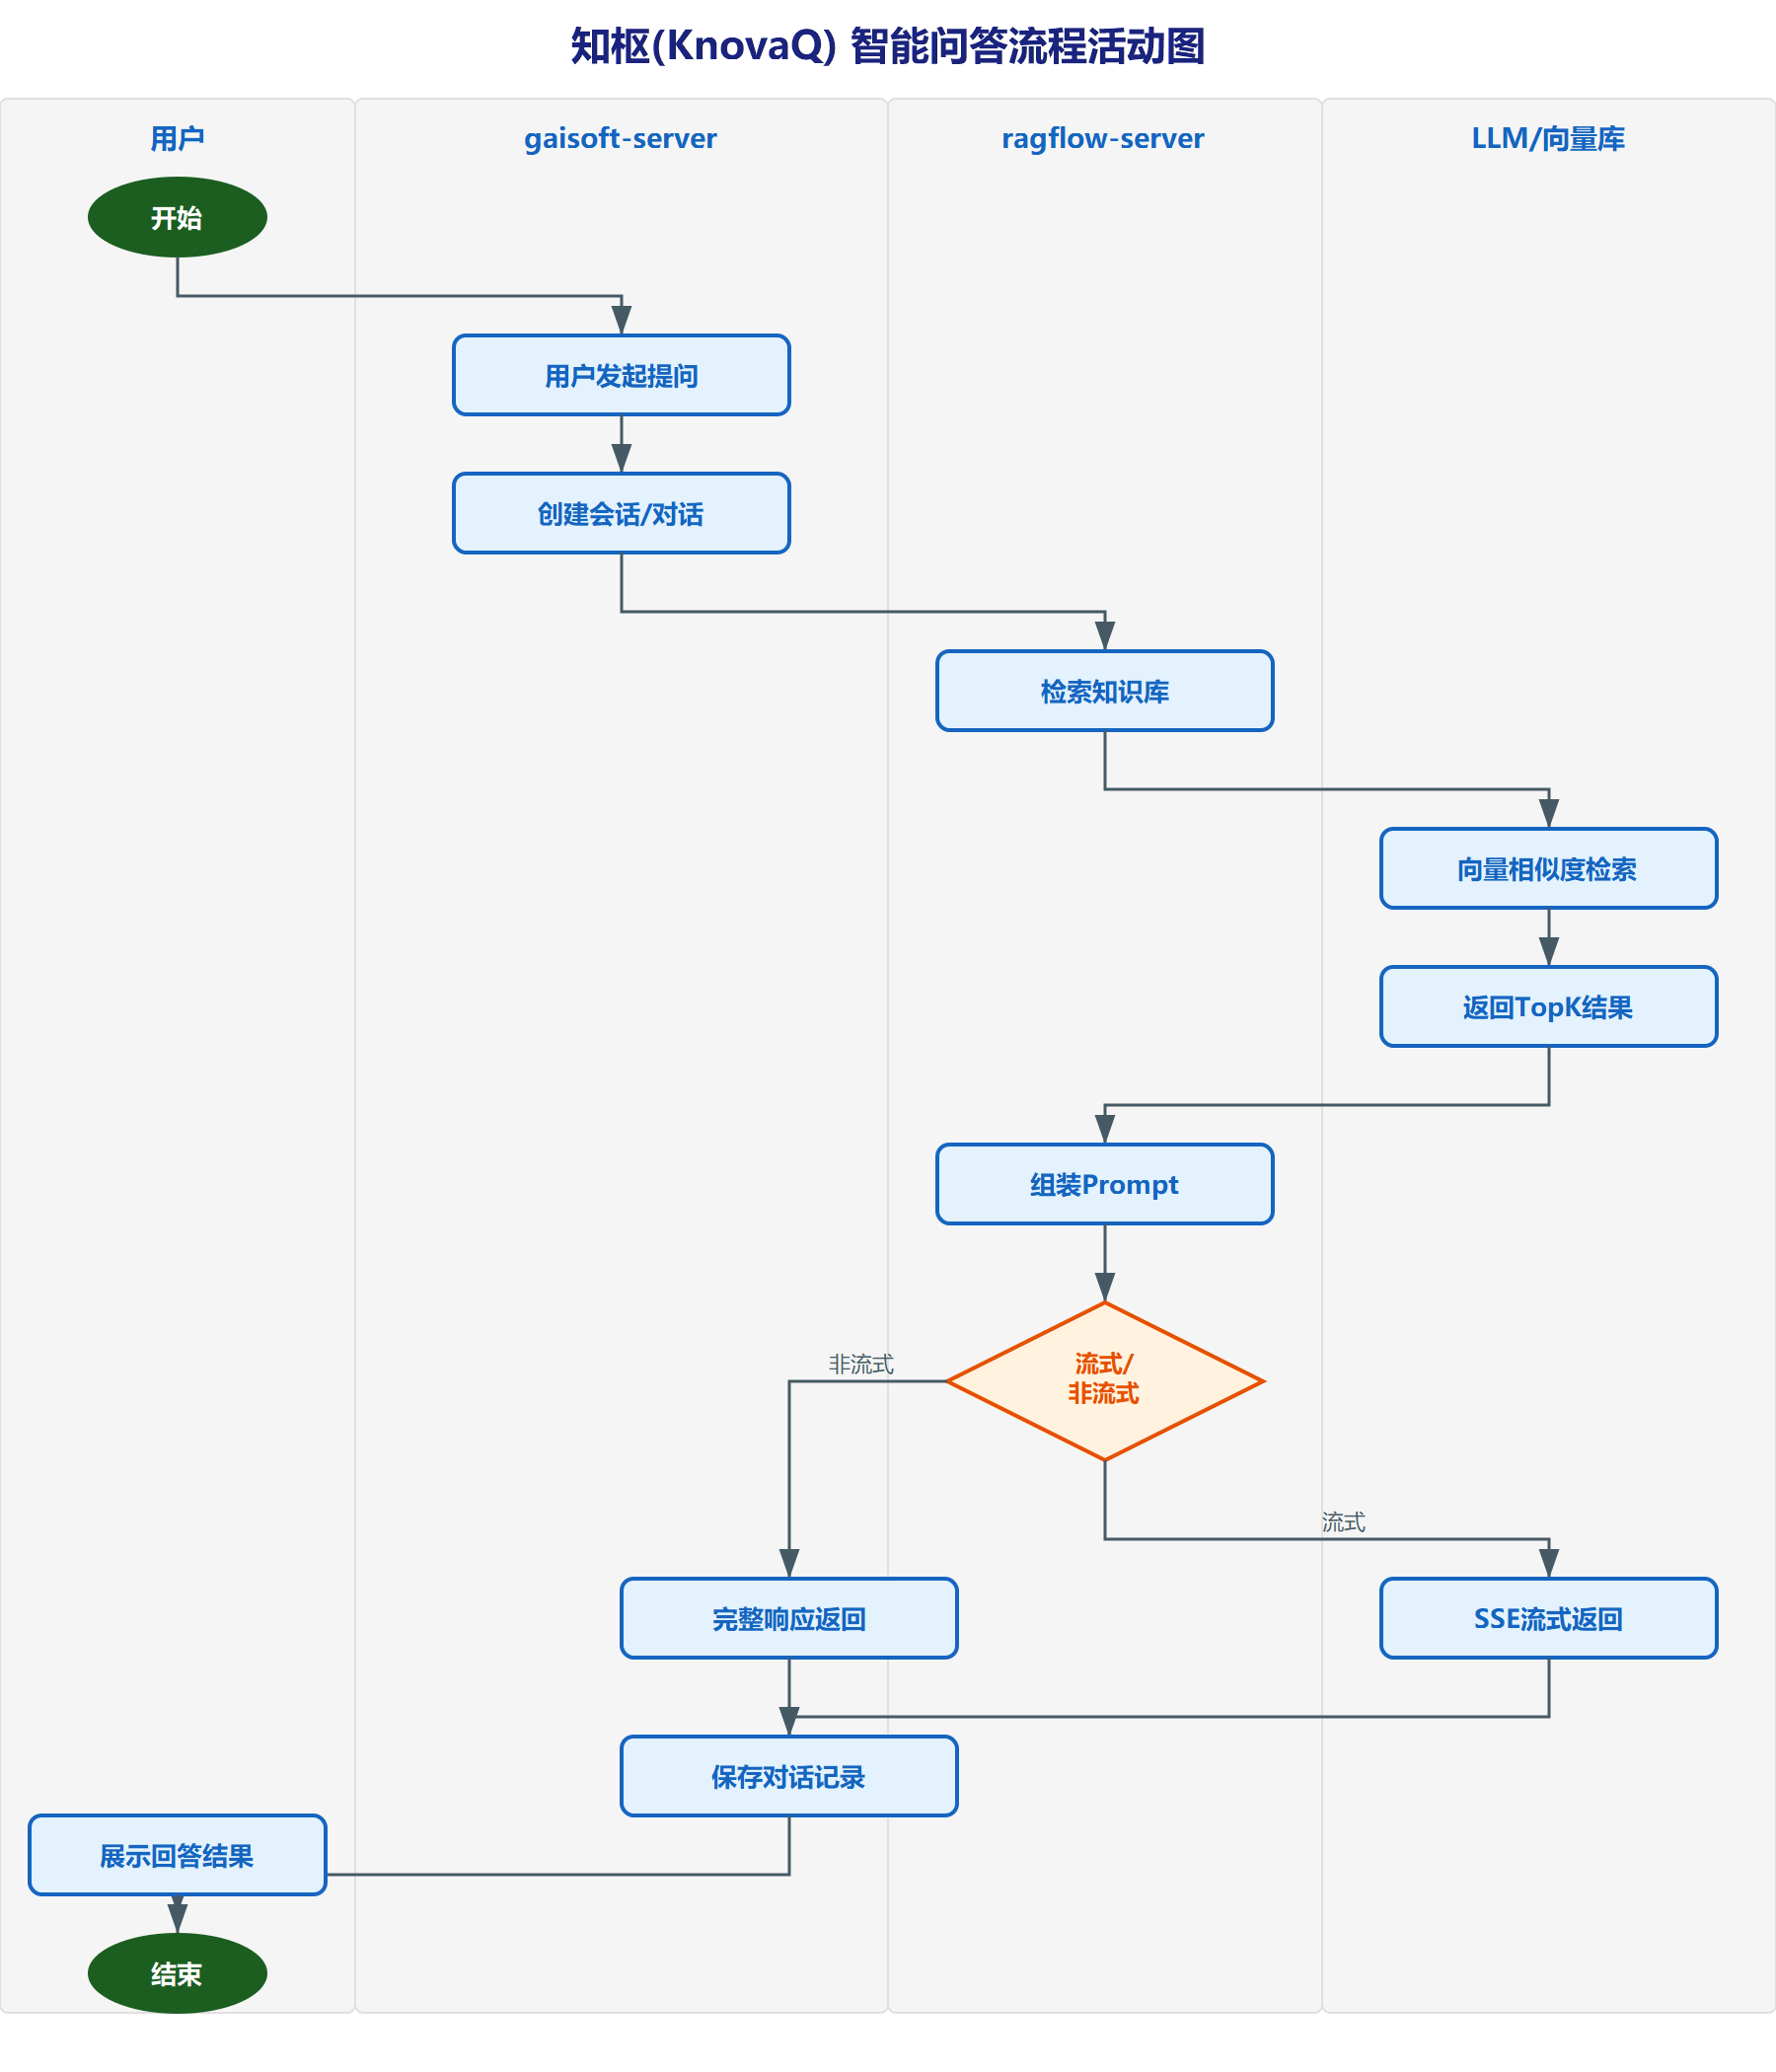 知枢(KnovaQ) 智能问答流程活动图
用户
gaisoft-server
ragflow-server
LLM/向量库
开始
用户发起提问
创建会话/对话
检索知识库
向量相似度检索
返回TopK结果
组装Prompt
流式/
非流式
非流式
流式
完整响应返回
SSE流式返回
保存对话记录
展示回答结果
结束